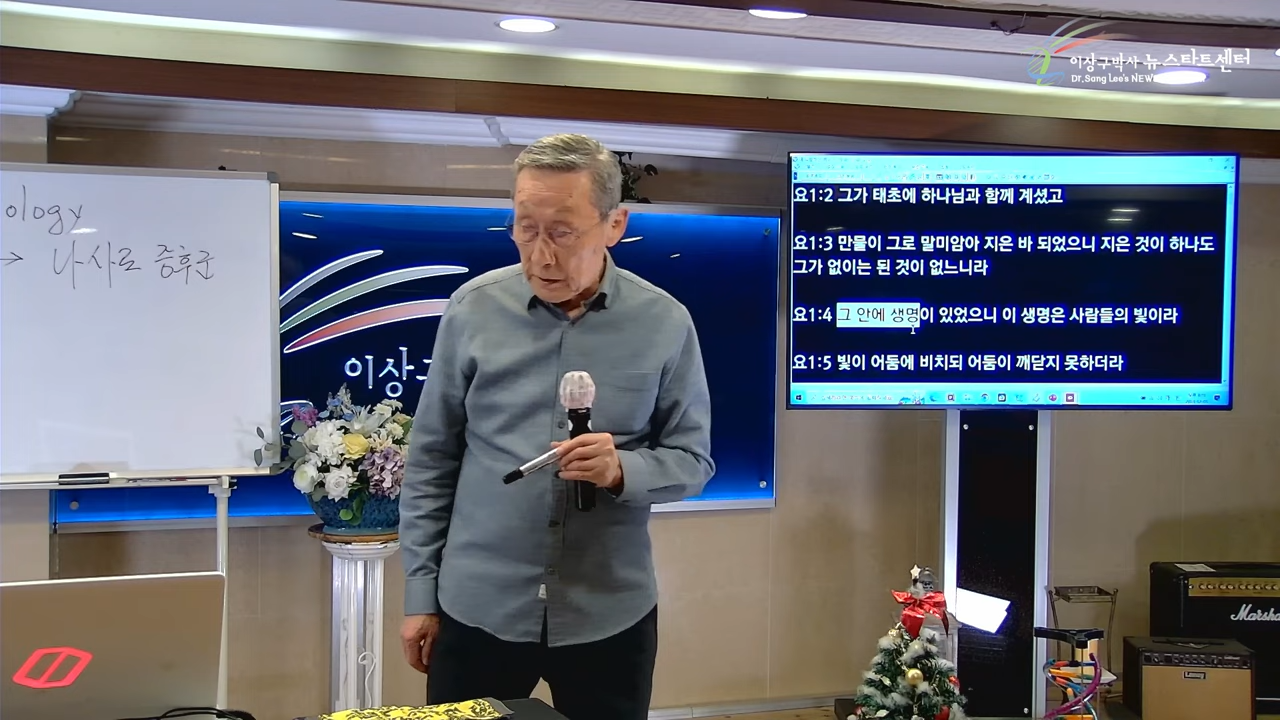 이상구박사 뉴스타트센터
Dr.Sang Lee's NEW
ology
→ 나사로 증후군
이상구
요1:2 그가 태초에 하나님과 함께 계셨고
요1:3 만물이 그로 말미암아 지은 바 되었으니 지은 것이 하나도
그가 없이는 된 것이 없느니라
요1:4 그 안에 생명이 있었으니 이 생명은 사람들의 빛이라
요1:5 빛이 어둠에 비치되 어둠이 깨닫지 못하더라
Marsha
Laney